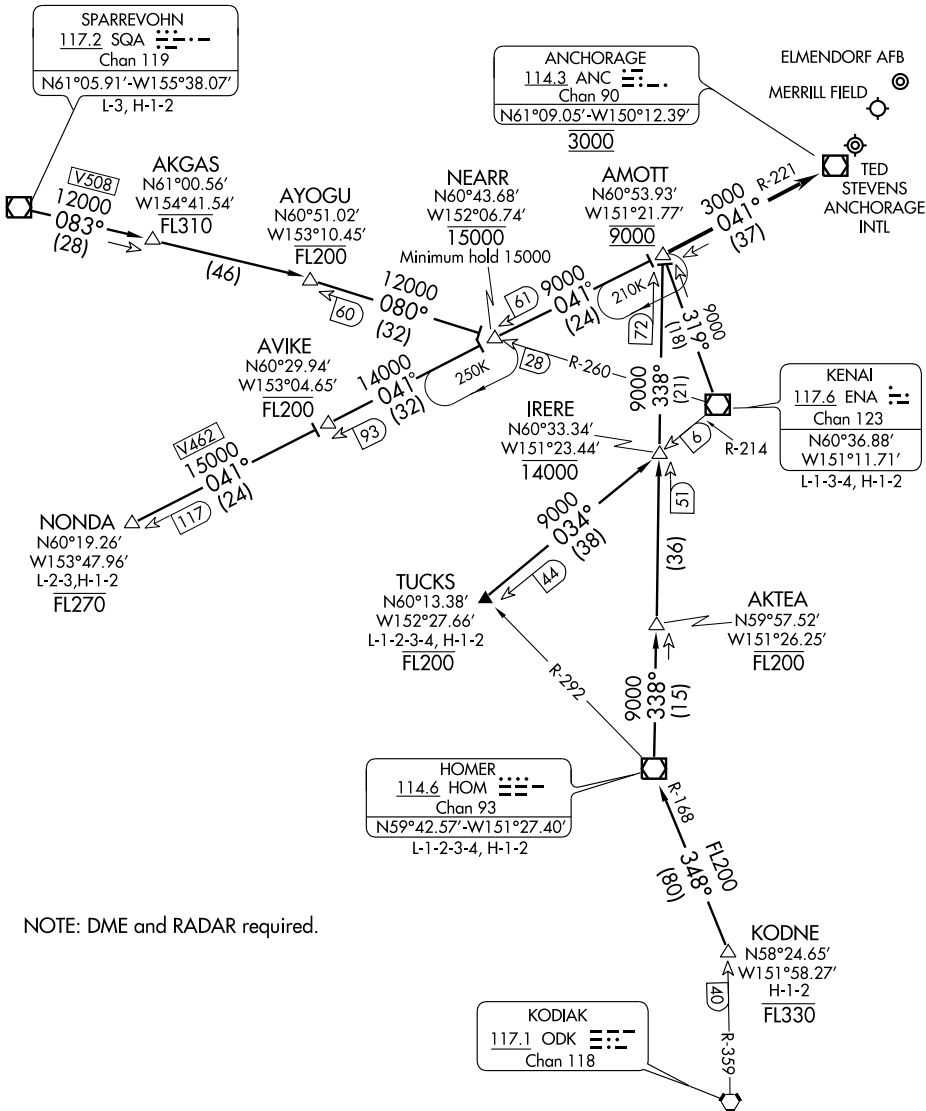 SPARREVOHN
117.2 SQA
Chan 119
N61°05.91’-W155°38.07’
L-3, H-1-2
ANCHORAGE
114.3 ANC
Chan 90
N61°09.05’-W150°12.39’
3000
ELMENDORF AFB
MERRILL FIELD
TED
STEVENS
ANCHORAGE
INTL
V508
12000
083°
(28)
AKGAS
N61°00.56’
W154°41.54’
FL310
(46)
AYOGU
N60°51.02’
W153°10.45’
FL200
60
12000
080°
(32)
NEARR
N60°43.68’
W152°06.74’
15000
Minimum hold 15000
61
9000
041°
(24)
AMOTT
N60°53.93’
W151°21.77’
9000
210K
3000
R-221
041°
(37)
72
9000
319°
(18)
AVIKE
N60°29.94’
W153°04.65’
FL200
93
14000
041°
(32)
250K
28
R-260
9000
338°
(21)
KENAI
117.6 ENA
Chan 123
N60°36.88’
W151°11.71’
L-1-3-4, H-1-2
6
R-214
IRERE
N60°33.34’
W151°23.44’
14000
V462
15000
041°
(24)
117
NONDA
N60°19.26’
W153°47.96’
L-2-3,H-1-2
FL270
9000
034°
(38)
44
51
(36)
TUCKS
N60°13.38’
W152°27.66’
L-1-2-3-4, H-1-2
FL200
R-292
AKTEA
N59°57.52’
W151°26.25’
FL200
9000
338°
(15)
HOMER
114.6 HOM
Chan 93
N59°42.57’-W151°27.40’
L-1-2-3-4, H-1-2
R-168
FL200
348°
(80)
NOTE: DME and RADAR required.
KODNE
N58°24.65’
W151°58.27’
H-1-2
FL330
40
R-359
KODIAK
117.1 ODK
Chan 118